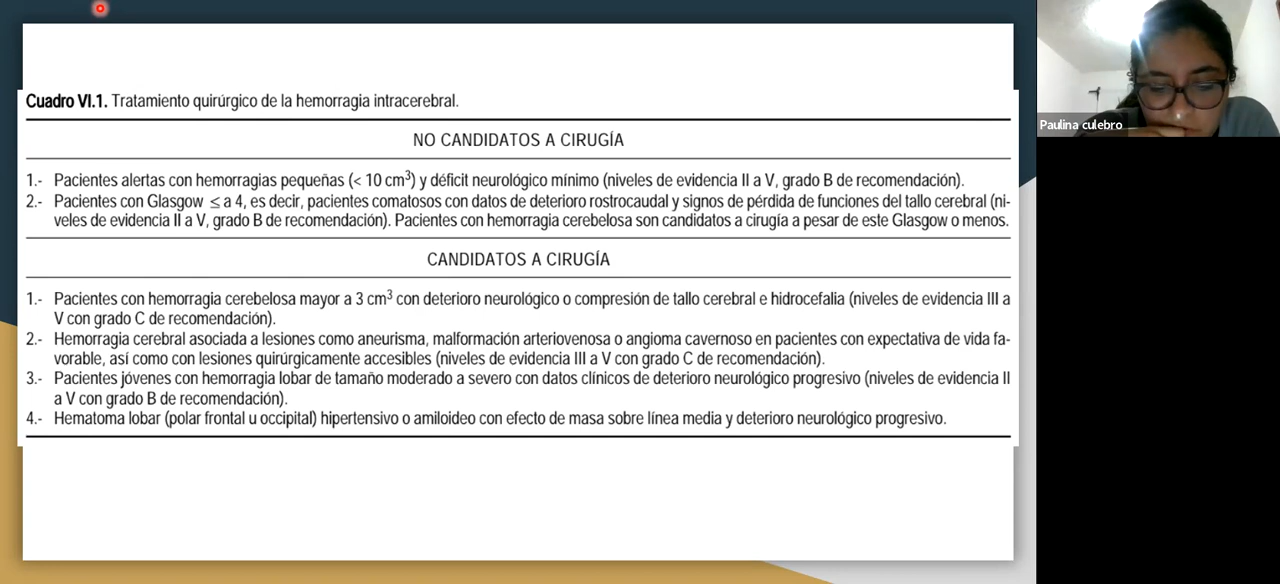 Cuadro VI.1. Tratamiento quirúrgico de la hemorragia intracerebral.
NO CANDIDATOS A CIRUGÍA
1.- Pacientes alertas con hemorragias pequeñas (< 10 cm³) y déficit neurológico mínimo (niveles de evidencia II a V, grado B de recomendación).
2.- Pacientes con Glasgow ≤ a 4, es decir, pacientes comatosos con datos de deterioro rostrocaudal y signos de pérdida de funciones del tallo cerebral (ni-
veles de evidencia II a V, grado B de recomendación). Pacientes con hemorragia cerebelosa son candidatos a cirugía a pesar de este Glasgow o menos.
CANDIDATOS A CIRUGÍA
1.- Pacientes con hemorragia cerebelosa mayor a 3 cm³ con deterioro neurológico o compresión de tallo cerebral e hidrocefalia (niveles de evidencia III a
V con grado C de recomendación).
2.- Hemorragia cerebral asociada a lesiones como aneurisma, malformación arteriovenosa o angioma cavernoso en pacientes con expectativa de vida fa-
vorable, así como con lesiones quirúrgicamente accesibles (niveles de evidencia III a V con grado C de recomendación).
3.- Pacientes jóvenes con hemorragia lobar de tamaño moderado a severo con datos clínicos de deterioro neurológico progresivo (niveles de evidencia II
a V con grado B de recomendación).
4.- Hematoma lobar (polar frontal u occipital) hipertensivo o amiloideo con efecto de masa sobre línea media y deterioro neurológico progresivo.
Paulina culebro